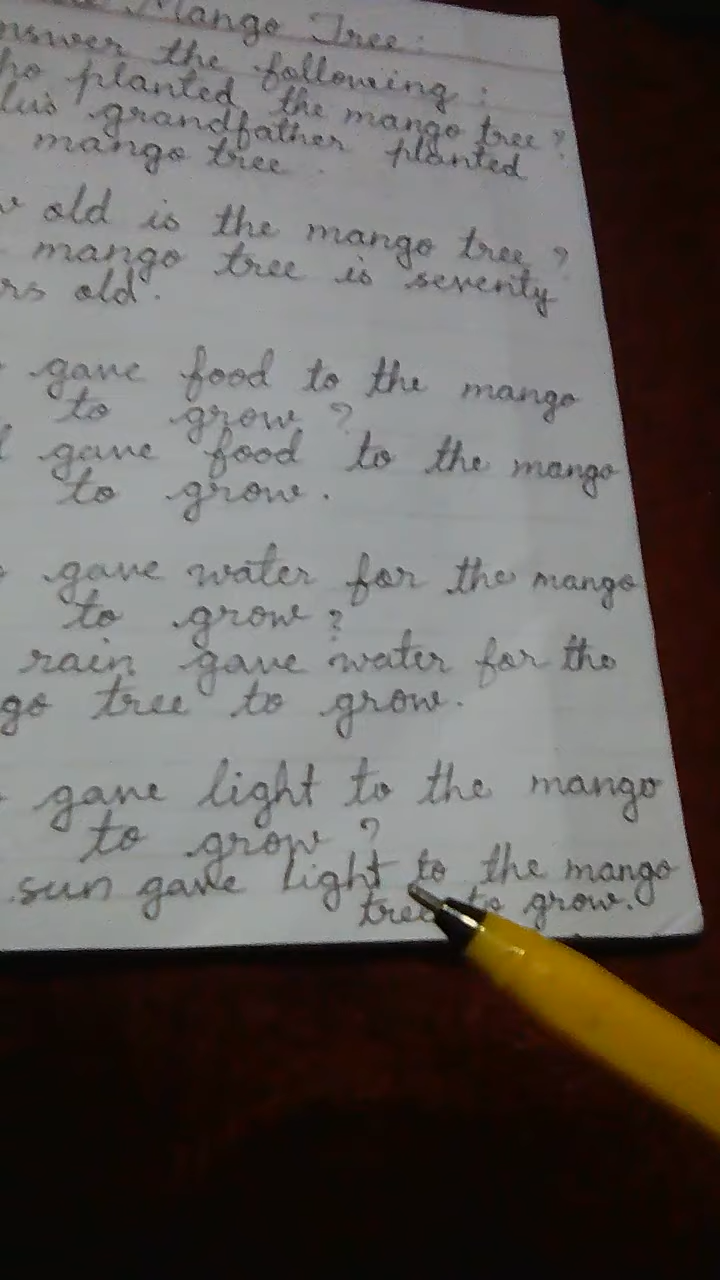 Mango Tree:
nswer the following:
ho planted the mango tree?
lu's grandfather planted
mango tree.
w old is the mango tree?
mango tree is seventy
rs old.
gave food to the mango
to grow?
l gave food to the mango
to grow.
gave water for the mango
to grow?
rain gave water for the
go tree to grow.
gave light to the mango
to grow?
sun gave light to the mango
tree to grow.